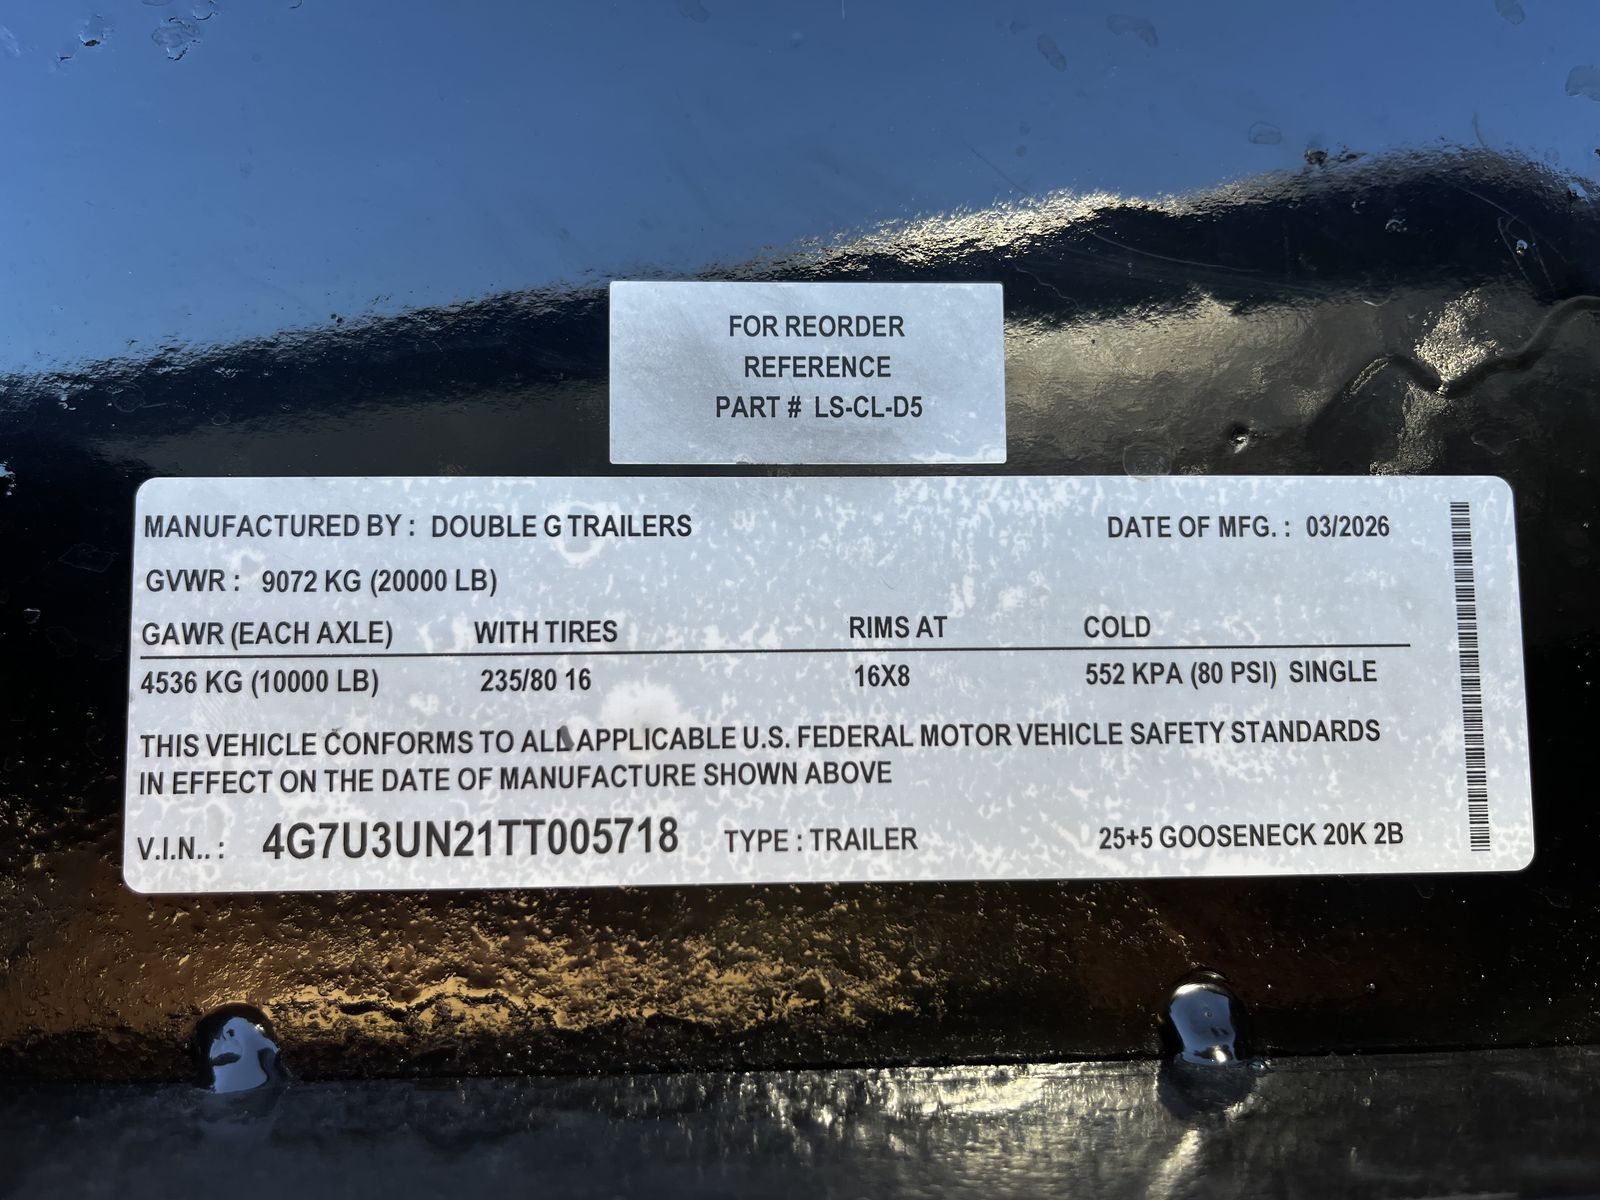 FOR REORDER
REFERENCE
PART # LS-CL-D5
MANUFACTURED BY : DOUBLE G TRAILERS DATE OF MFG. : 03/2026
GVWR : 9072 KG (20000 LB)
GAWR (EACH AXLE) WITH TIRES RIMS AT COLD
4536 KG (10000 LB) 235/80 16 16X8 552 KPA (80 PSI) SINGLE
THIS VEHICLE CONFORMS TO ALL APPLICABLE U.S. FEDERAL MOTOR VEHICLE SAFETY STANDARDS
IN EFFECT ON THE DATE OF MANUFACTURE SHOWN ABOVE
V.I.N.. : 4G7U3UN21TT005718 TYPE : TRAILER 25+5 GOOSENECK 20K 2B